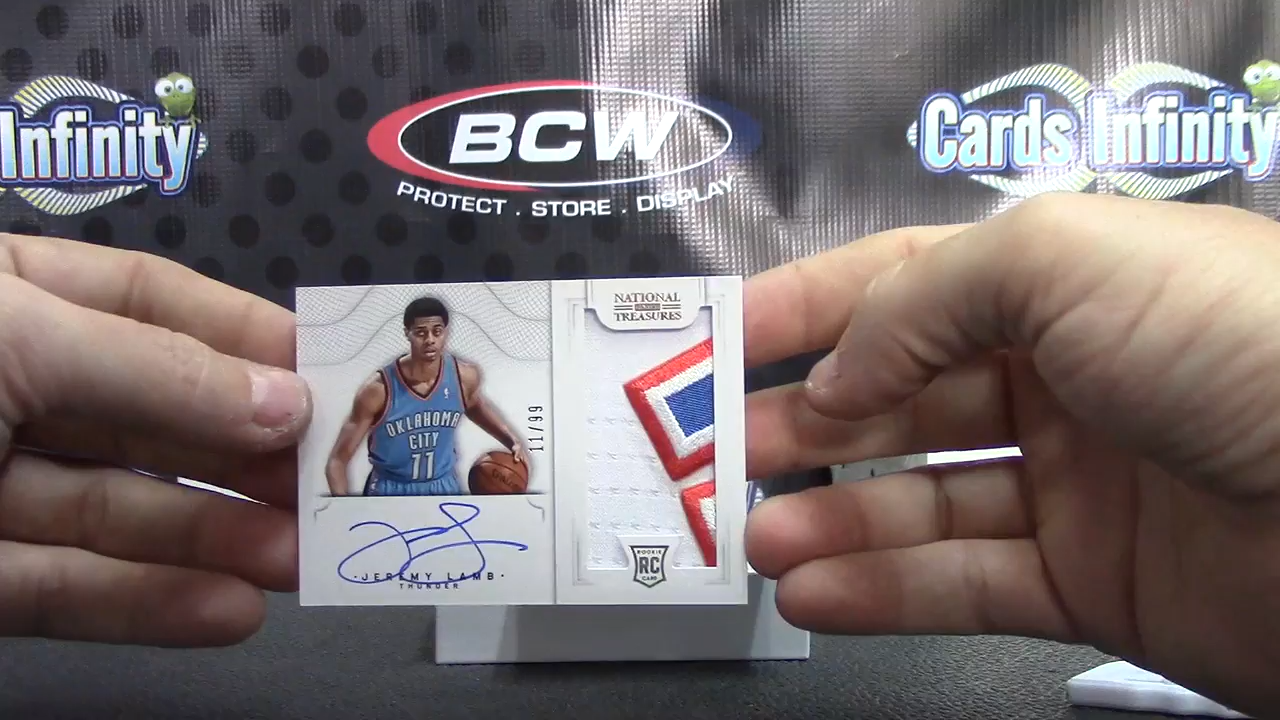 Infinity
BCW
PROTECT . STORE . DISPLAY
Cards Infinity
NATIONAL
TREASURES
OKLAHOMA
CITY
11
11/99
ROOKIE
RC
CARD
·JEREMY LAMB·
THUNDER